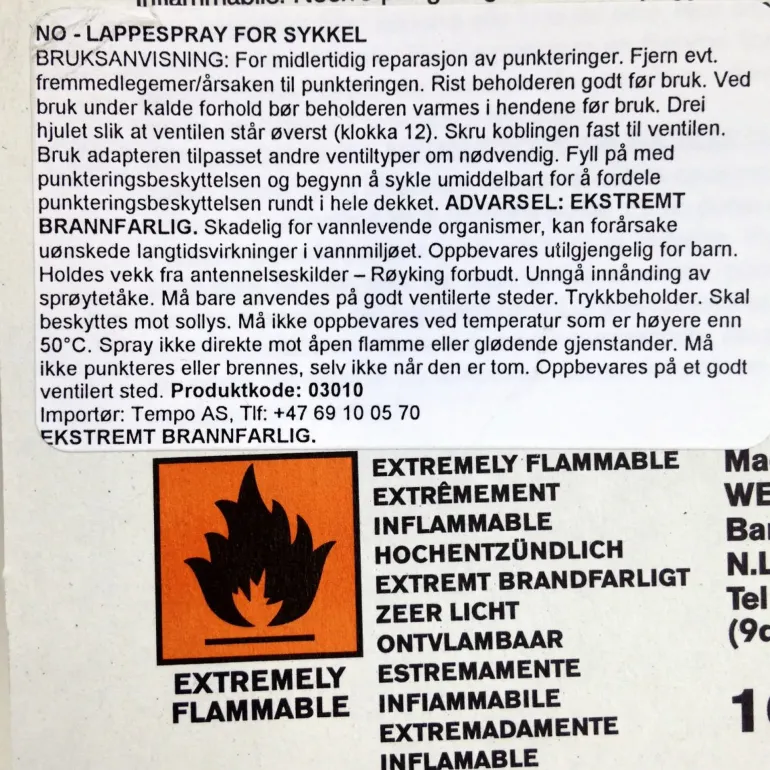 NO - LAPPESPRAY FOR SYKKEL
BRUKSANVISNING: For midlertidig reparasjon av punkteringer. Fjern evt.
fremmedlegemer/årsaken til punkteringen. Rist beholderen godt før bruk. Ved
bruk under kalde forhold bør beholderen varmes i hendene før bruk. Drei
hjulet slik at ventilen står øverst (klokka 12). Skru koblingen fast til ventilen.
Bruk adapteren tilpasset andre ventiltyper om nødvendig. Fyll på med
punkteringsbeskyttelsen og begynn å sykle umiddelbart for å fordele
punkteringsbeskyttelsen rundt i hele dekket. ADVARSEL: EKSTREMT
BRANNFARLIG. Skadelig for vannlevende organismer, kan forårsake
uønskede langtidsvirkninger i vannmiljøet. Oppbevares utilgjengelig for barn.
Holdes vekk fra antennelseskilder – Røyking forbudt. Unngå innånding av
sprøytetåke. Må bare anvendes på godt ventilerte steder. Trykkbeholder. Skal
beskyttes mot sollys. Må ikke oppbevares ved temperatur som er høyere enn
50°C. Spray ikke direkte mot åpen flamme eller glødende gjenstander. Må
ikke punkteres eller brennes, selv ikke når den er tom. Oppbevares på et godt
ventilert sted. Produktkode: 03010
Importør: Tempo AS, Tlf: +47 69 10 05 70
EKSTREMT BRANNFARLIG.
EXTREMELY
FLAMMABLE
EXTREMELY FLAMMABLE
EXTRÊMEMENT
INFLAMMABLE
HOCHENTZÜNDLICH
EXTREMT BRANDFARLIGT
ZEER LICHT
ONTVLAMBAAR
ESTREMAMENTE
INFIAMMABILE
EXTREMADAMENTE
INFLAMABLE
Ma
WE
Ba
N.L
Tel
(9
1